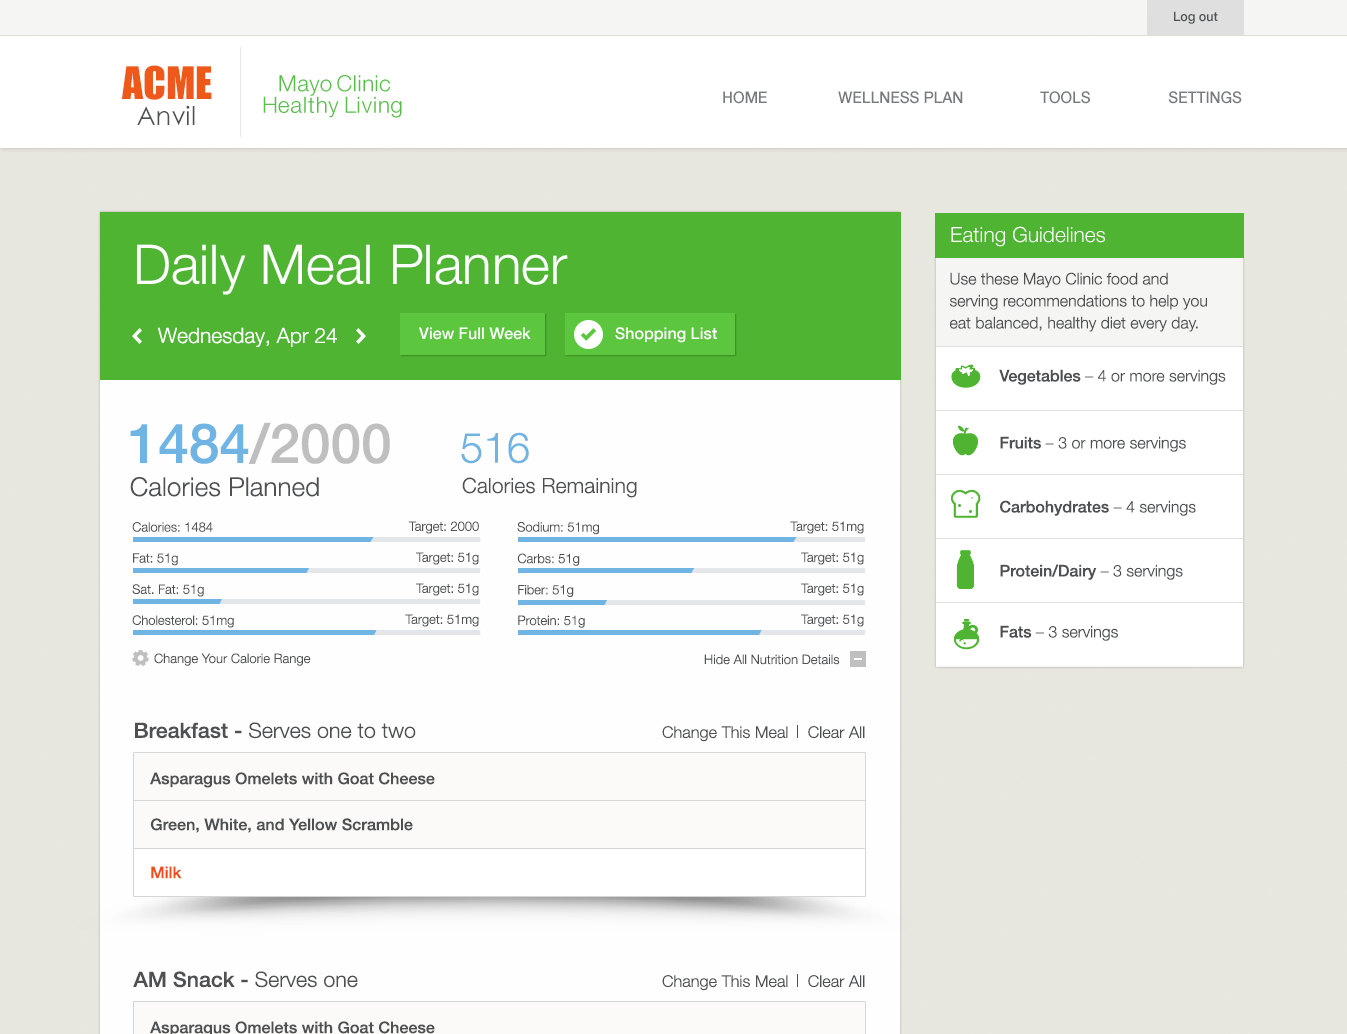 Log out
ACME
Anvil
Mayo Clinic
Healthy Living
HOME
WELLNESS PLAN
TOOLS
SETTINGS
Daily Meal Planner
Wednesday, Apr 24
View Full Week
Shopping List
1484/2000
Calories Planned
516
Calories Remaining
Calories: 1484
Target: 2000
Fat: 51g
Target: 51g
Sat. Fat: 51g
Target: 51g
Cholesterol: 51mg
Target: 51mg
Sodium: 51mg
Target: 51mg
Carbs: 51g
Target: 51g
Fiber: 51g
Target: 51g
Protein: 51g
Target: 51g
Change Your Calorie Range
Hide All Nutrition Details
Breakfast - Serves one to two
Change This Meal | Clear All
Asparagus Omelets with Goat Cheese
Green, White, and Yellow Scramble
Milk
AM Snack - Serves one
Change This Meal | Clear All
Asparagus Omelets with Goat Cheese
Eating Guidelines
Use these Mayo Clinic food and
serving recommendations to help you
eat balanced, healthy diet every day.
Vegetables – 4 or more servings
Fruits – 3 or more servings
Carbohydrates – 4 servings
Protein/Dairy – 3 servings
Fats – 3 servings